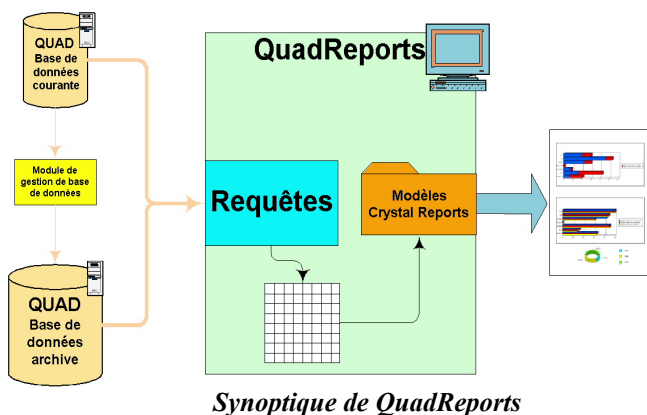 QUAD
Base de
données
courante
Module de
gestion de base
de données
QUAD
Base de
données
archive
QuadReports
Requêtes
Modèles
Crystal Reports
Synoptique de QuadReports